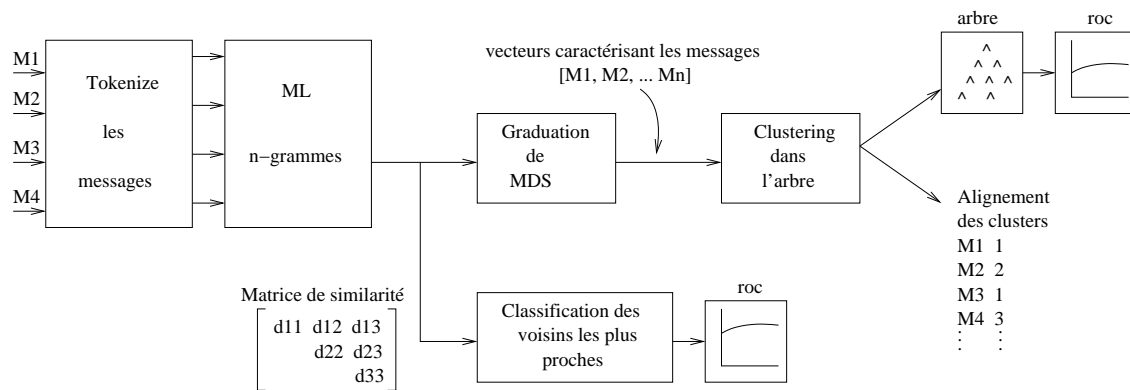 M1
M2
M3
M4
Tokenize
les
messages
ML
n−grammes
vecteurs caractérisant les messages
[M1, M2, ... Mn]
Graduation
de
MDS
Clustering
dans
l'arbre
arbre
^
^ ^
^ ^ ^
^ ^
roc
Alignement
des clusters
M1 1
M2 2
M3 1
M4 3
Matrice de similarité
d11 d12 d13
d22 d23
d33
Classification des
voisins les plus
proches
roc